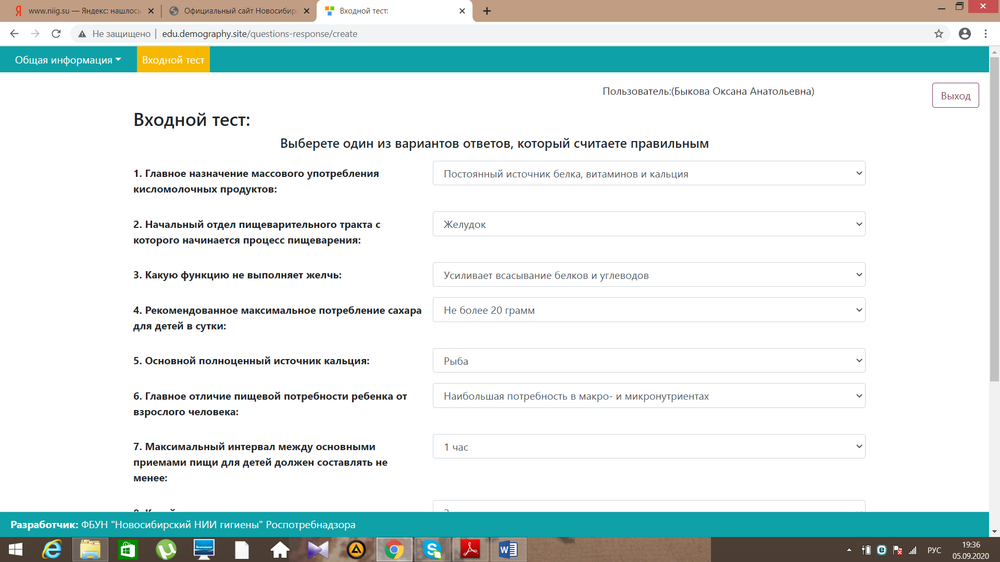 www.niig.su — Яндекс: нашлось
Официальный сайт Новосибир
Входной тест:
Не защищено | edu.demography.site/questions-response/create
Общая информация Входной тест
Пользователь:(Быкова Оксана Анатольевна)
Выход
Входной тест:
Выберете один из вариантов ответов, который считаете правильным
1. Главное назначение массового употребления
кисломолочных продуктов:
Постоянный источник белка, витаминов и кальция
2. Начальный отдел пищеварительного тракта с
которого начинается процесс пищеварения:
Желудок
3. Какую функцию не выполняет желчь:
Усиливает всасывание белков и углеводов
4. Рекомендованное максимальное потребление сахара
для детей в сутки:
Не более 20 грамм
5. Основной полноценный источник кальция:
Рыба
6. Главное отличие пищевой потребности ребенка от
взрослого человека:
Наибольшая потребность в макро- и микронутриентах
7. Максимальный интервал между основными
приемами пищи для детей должен составлять не
менее:
1 час
Разработчик: ФБУН "Новосибирский НИИ гигиены" Роспотребнадзора
РУС
19:36
05.09.2020